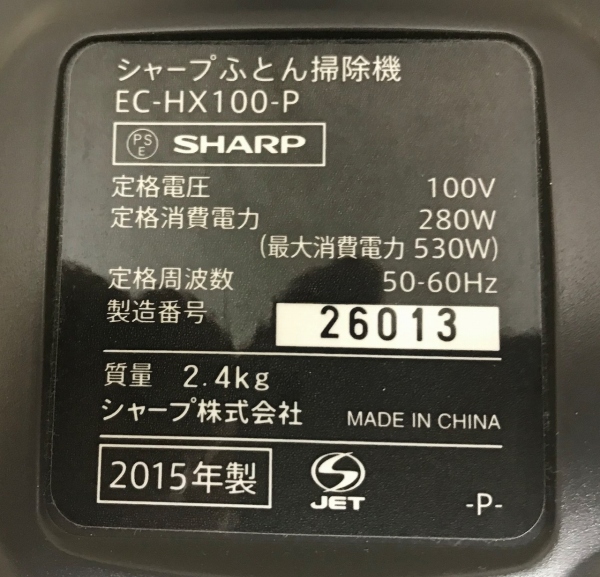 シャープふとん掃除機
EC-HX100-P
PS E SHARP
定格電圧 100V
定格消費電力 280W
(最大消費電力 530W)
定格周波数 50-60Hz
製造番号 26013
質量 2.4kg
シャープ株式会社 MADE IN CHINA
2015年製 S JET -P-